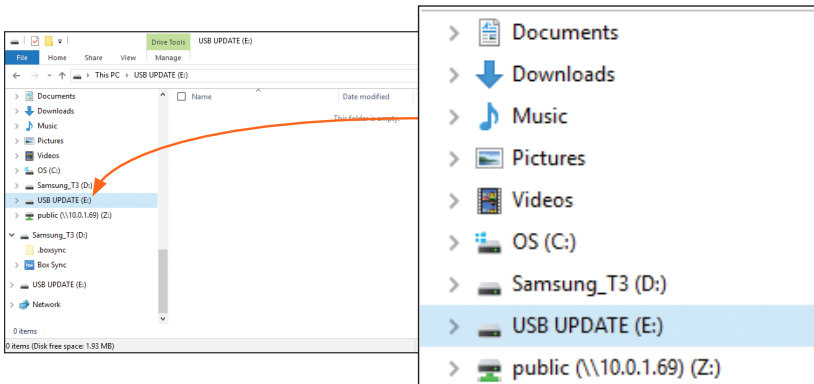 Drive Tools USB UPDATE (E:)
File Home Share View Manage
This PC > USB UPDATE (E:)
Name Date modified
This folder is empty.
Documents
Downloads
Music
Pictures
Videos
OS (C:)
Samsung_T3 (D:)
USB UPDATE (E:)
public (\\10.0.1.69) (Z:)
Samsung_T3 (D:)
.boxsync
Box Sync
USB UPDATE (E:)
Network
0 items
0 items (Disk free space: 1.93 MB)
Documents
Downloads
Music
Pictures
Videos
OS (C:)
Samsung_T3 (D:)
USB UPDATE (E:)
public (\\10.0.1.69) (Z:)